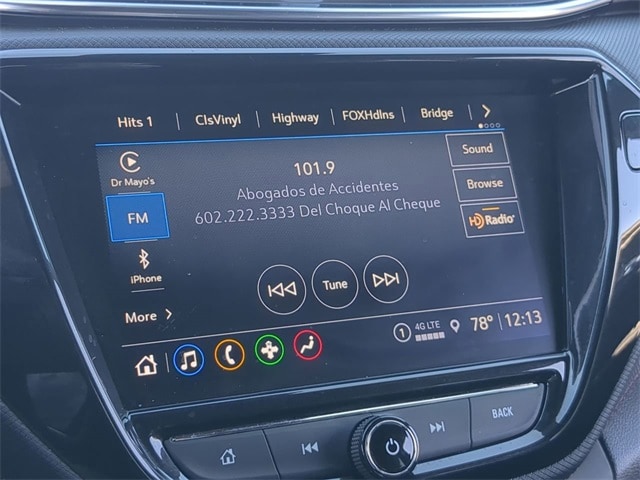 Hits 1 ClsVinyl Highway FOXHdlns Bridge
Dr Mayo's
101.9
Sound
Abogados de Accidentes
602.222.3333 Del Choque Al Cheque
Browse
FM
HD Radio
iPhone
Tune
More
1 4G LTE 78° 12:13
BACK